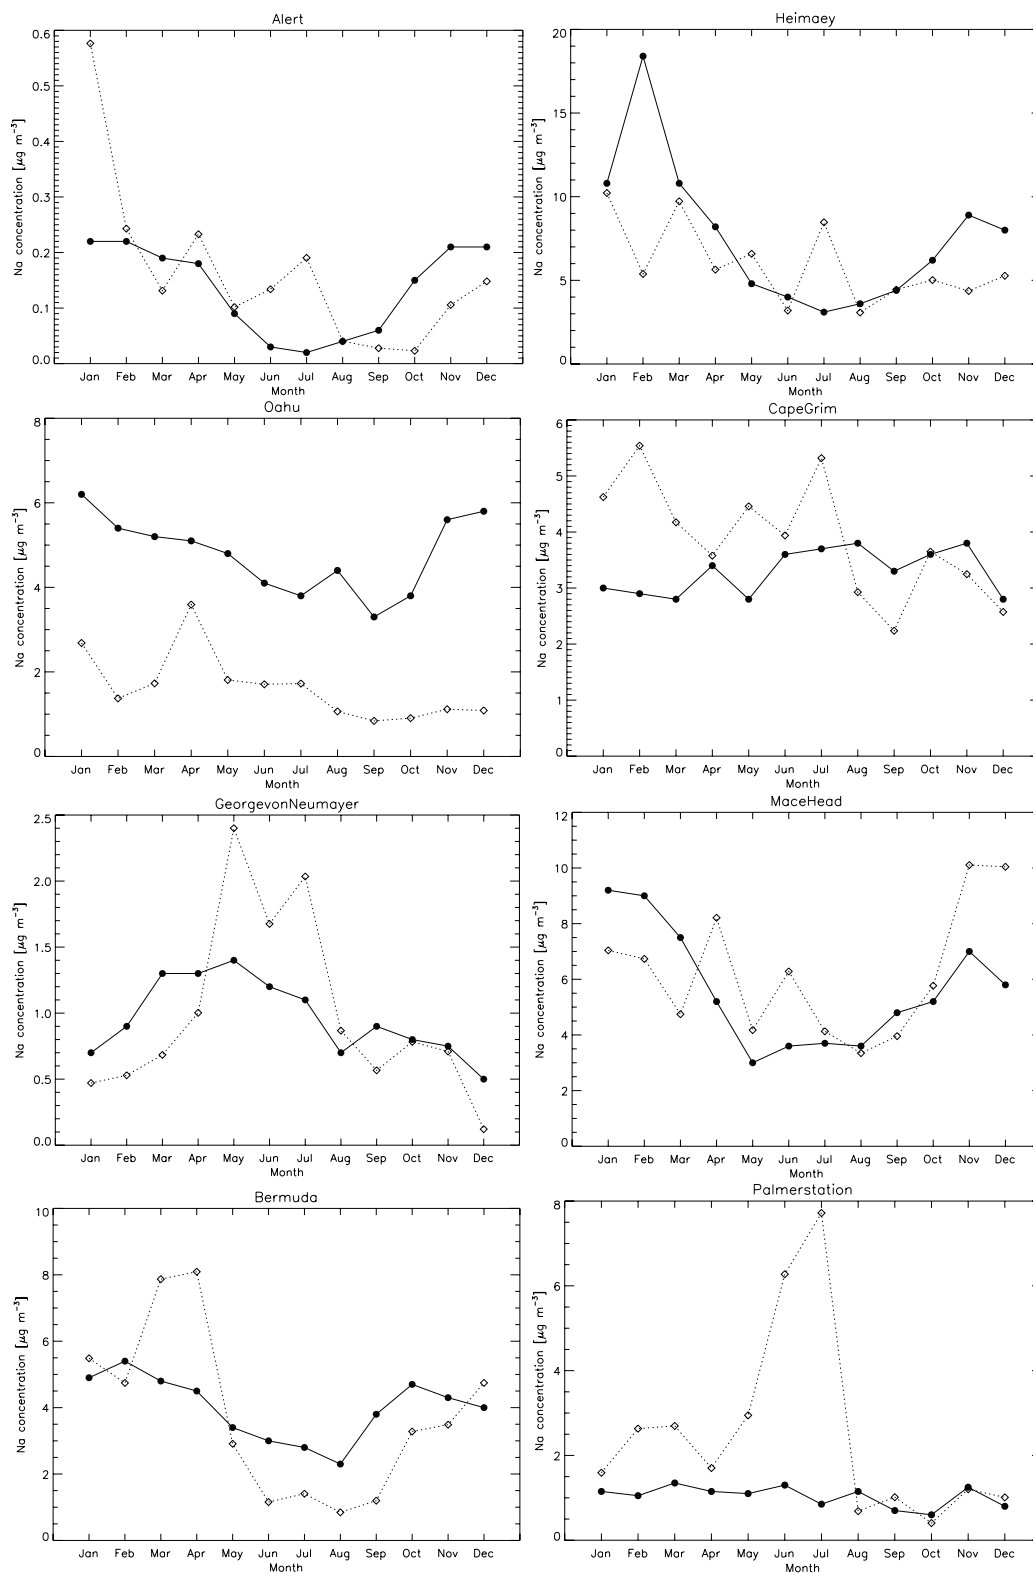 Alert
Na concentration [μg m⁻³]
0.6
0.5
0.4
0.3
0.2
0.1
0.0
Jan Feb Mar Apr May Jun Jul Aug Sep Oct Nov Dec
Month
Heimaey
Na concentration [μg m⁻³]
20
15
10
5
0
Jan Feb Mar Apr May Jun Jul Aug Sep Oct Nov Dec
Month
Oahu
Na concentration [μg m⁻³]
8
6
4
2
0
Jan Feb Mar Apr May Jun Jul Aug Sep Oct Nov Dec
Month
CapeGrim
Na concentration [μg m⁻³]
6
5
4
3
2
1
0
Jan Feb Mar Apr May Jun Jul Aug Sep Oct Nov Dec
Month
GeorgevonNeumayer
Na concentration [μg m⁻³]
2.5
2.0
1.5
1.0
0.5
0.0
Jan Feb Mar Apr May Jun Jul Aug Sep Oct Nov Dec
Month
MaceHead
Na concentration [μg m⁻³]
12
10
8
6
4
2
0
Jan Feb Mar Apr May Jun Jul Aug Sep Oct Nov Dec
Month
Bermuda
Na concentration [μg m⁻³]
10
8
6
4
2
0
Jan Feb Mar Apr May Jun Jul Aug Sep Oct Nov Dec
Month
Palmerstation
Na concentration [μg m⁻³]
8
6
4
2
0
Jan Feb Mar Apr May Jun Jul Aug Sep Oct Nov Dec
Month